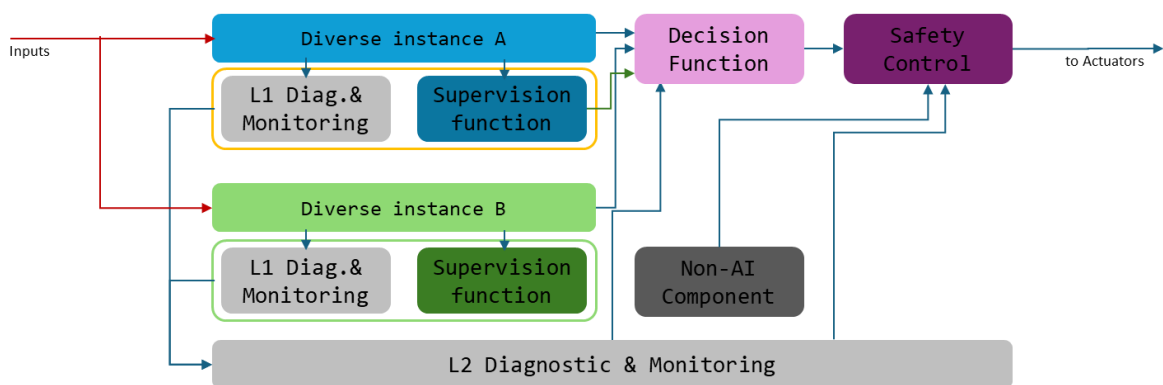 Inputs
Diverse instance A
L1 Diag.&
Monitoring
Supervision
function
Decision
Function
Safety
Control
to Actuators
Diverse instance B
L1 Diag.&
Monitoring
Supervision
function
Non-AI
Component
L2 Diagnostic & Monitoring